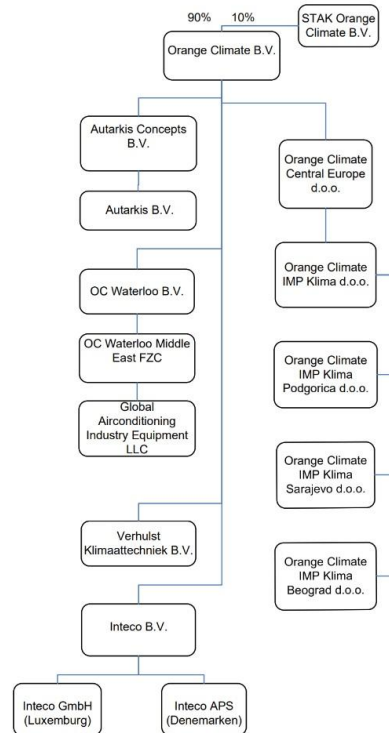 90% 10%
STAK Orange
Climate B.V.
Orange Climate B.V.
Autarkis Concepts
B.V.
Autarkis B.V.
OC Waterloo B.V.
OC Waterloo Middle
East FZC
Global
Airconditioning
Industry Equipment
LLC
Verhulst
Klimaattechniek B.V.
Inteco B.V.
Inteco GmbH
(Luxemburg)
Inteco APS
(Denemarken)
Orange Climate
Central Europe
d.o.o.
Orange Climate
IMP Klima d.o.o.
Orange Climate
IMP Klima
Podgorica d.o.o.
Orange Climate
IMP Klima
Sarajevo d.o.o.
Orange Climate
IMP Klima
Beograd d.o.o.